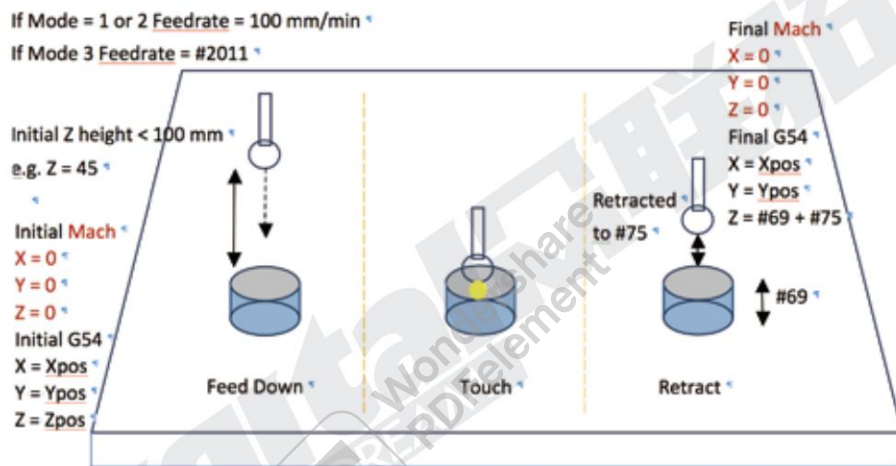 If Mode = 1 or 2 Feedrate = 100 mm/min
If Mode 3 Feedrate = #2011
Initial Z height < 100 mm
e.g. Z = 45
Initial Mach
X = 0
Y = 0
Z = 0
Initial G54
X = Xpos
Y = Ypos
Z = Zpos
Feed Down
Touch
Retracted
to #75
Retract
#69
Final Mach
X = 0
Y = 0
Z = 0
Final G54
X = Xpos
Y = Ypos
Z = #69 + #75
Wondershare
PDFelement